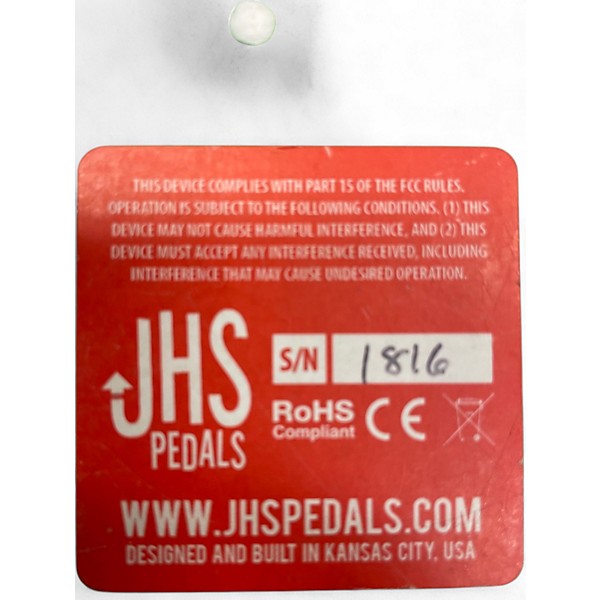 THIS DEVICE COMPLIES WITH PART 15 OF THE FCC RULES.
OPERATION IS SUBJECT TO THE FOLLOWING CONDITIONS. (1) THIS
DEVICE MAY NOT CAUSE HARMFUL INTERFERENCE, AND (2) THIS
DEVICE MUST ACCEPT ANY INTERFERENCE RECEIVED, INCLUDING
INTERFERENCE THAT MAY CAUSE UNDESIRED OPERATION.
JHS
PEDALS
S/N 1816
RoHS
Compliant
CE
WWW.JHSPEDALS.COM
DESIGNED AND BUILT IN KANSAS CITY, USA